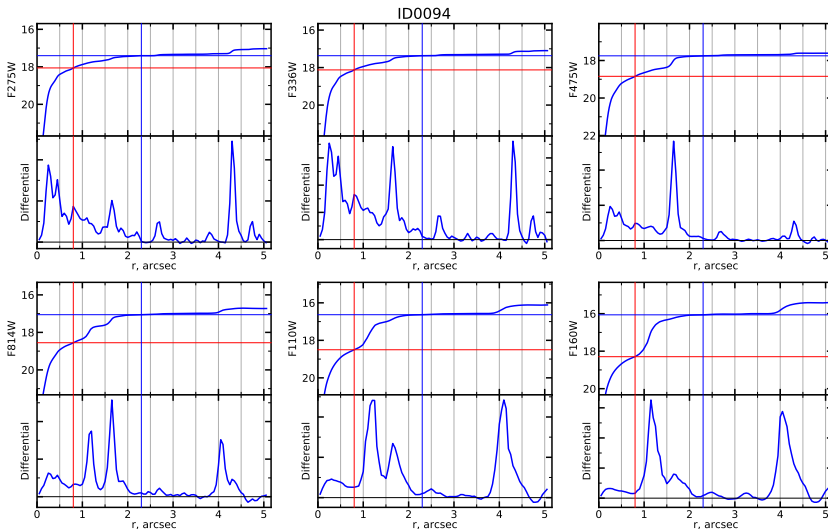 ID0094
F275W
18
20
Differential
0 1 2 3 4 5
r, arcsec
F336W
18
20
Differential
0 1 2 3 4 5
r, arcsec
F475W
18
20
22
Differential
0 1 2 3 4 5
r, arcsec
F814W
16
18
20
Differential
0 1 2 3 4 5
r, arcsec
F110W
16
18
20
Differential
0 1 2 3 4 5
r, arcsec
F160W
16
18
20
Differential
0 1 2 3 4 5
r, arcsec